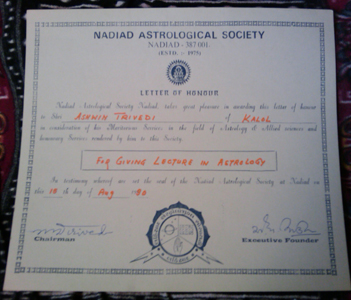 NADIAD ASTROLOGICAL SOCIETY
NADIAD - 387 001.
(ESTD. - 1975)
LETTER OF HONOUR
Nadiad Astrological Society Nadiad, takes great pleasure in awarding this letter of honour
to Shri ASHWIN TRIVEDI of KALOL
in consideration of his Illustrious Services in the field of Astrology & Allied sciences and
honorary Services rendered by him to this Society.
FOR GIVING LECTURE IN ASTROLOGY
In testimony whereof we set the seal of the Nadiad Astrological Society at Nadiad on
this 10 th day of Aug
Chairman
Executive Founder